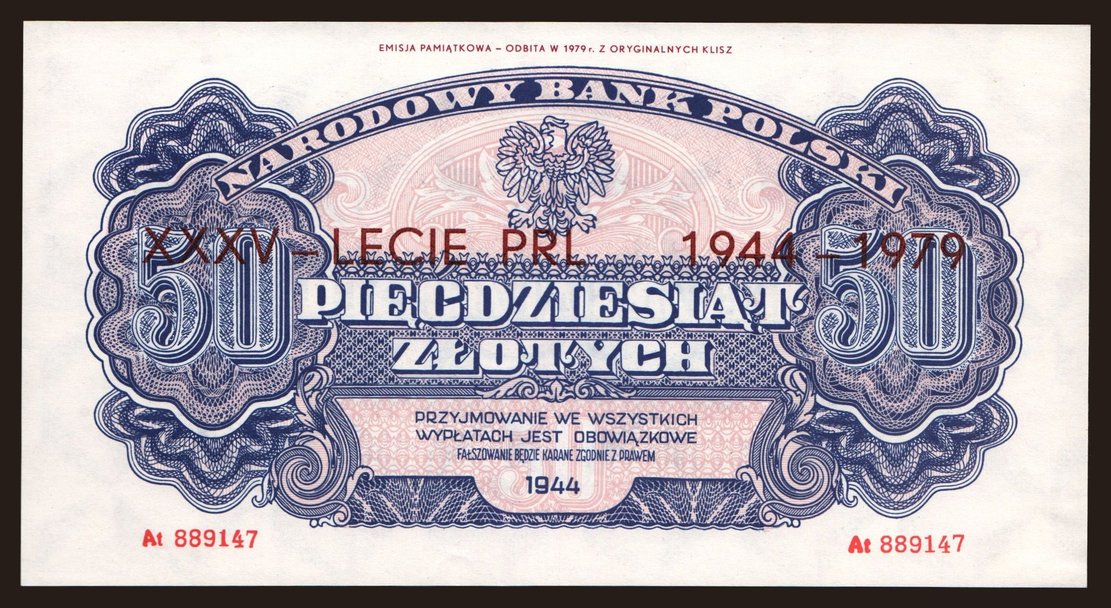 EMISJA PAMIĄTKOWA – ODBITA W 1979 r. Z ORYGINALNYCH KLISZ
NARODOWY BANK POLSKI
XXXV – LECIE PRL 1944 – 1979
50 50
PIĘĆDZIESIĄT
ZŁOTYCH
50
PRZYJMOWANIE WE WSZYSTKICH
WYPŁATACH JEST OBOWIĄZKOWE
FAŁSZOWANIE BĘDZIE KARANE ZGODNIE Z PRAWEM
1944
At 889147 At 889147